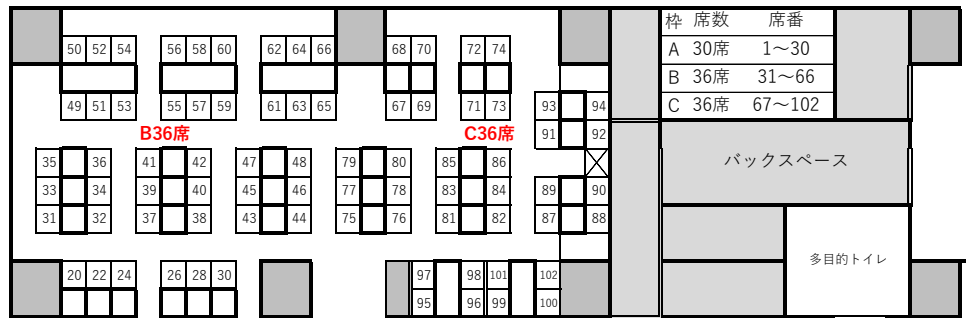 枠 席数 席番
A 30席 1～30
B 36席 31～66
C 36席 67～102
50 52 54 56 58 60 62 64 66 68 70 72 74
49 51 53 55 57 59 61 63 65 67 69 71 73
93 94
91 92
B36席 C36席
35 36 41 42 47 48 79 80 85 86
33 34 39 40 45 46 77 78 83 84 89 90
31 32 37 38 43 44 75 76 81 82 87 88
バックスペース
多目的トイレ
20 22 24 26 28 30 97 98 101 102
95 96 99 100